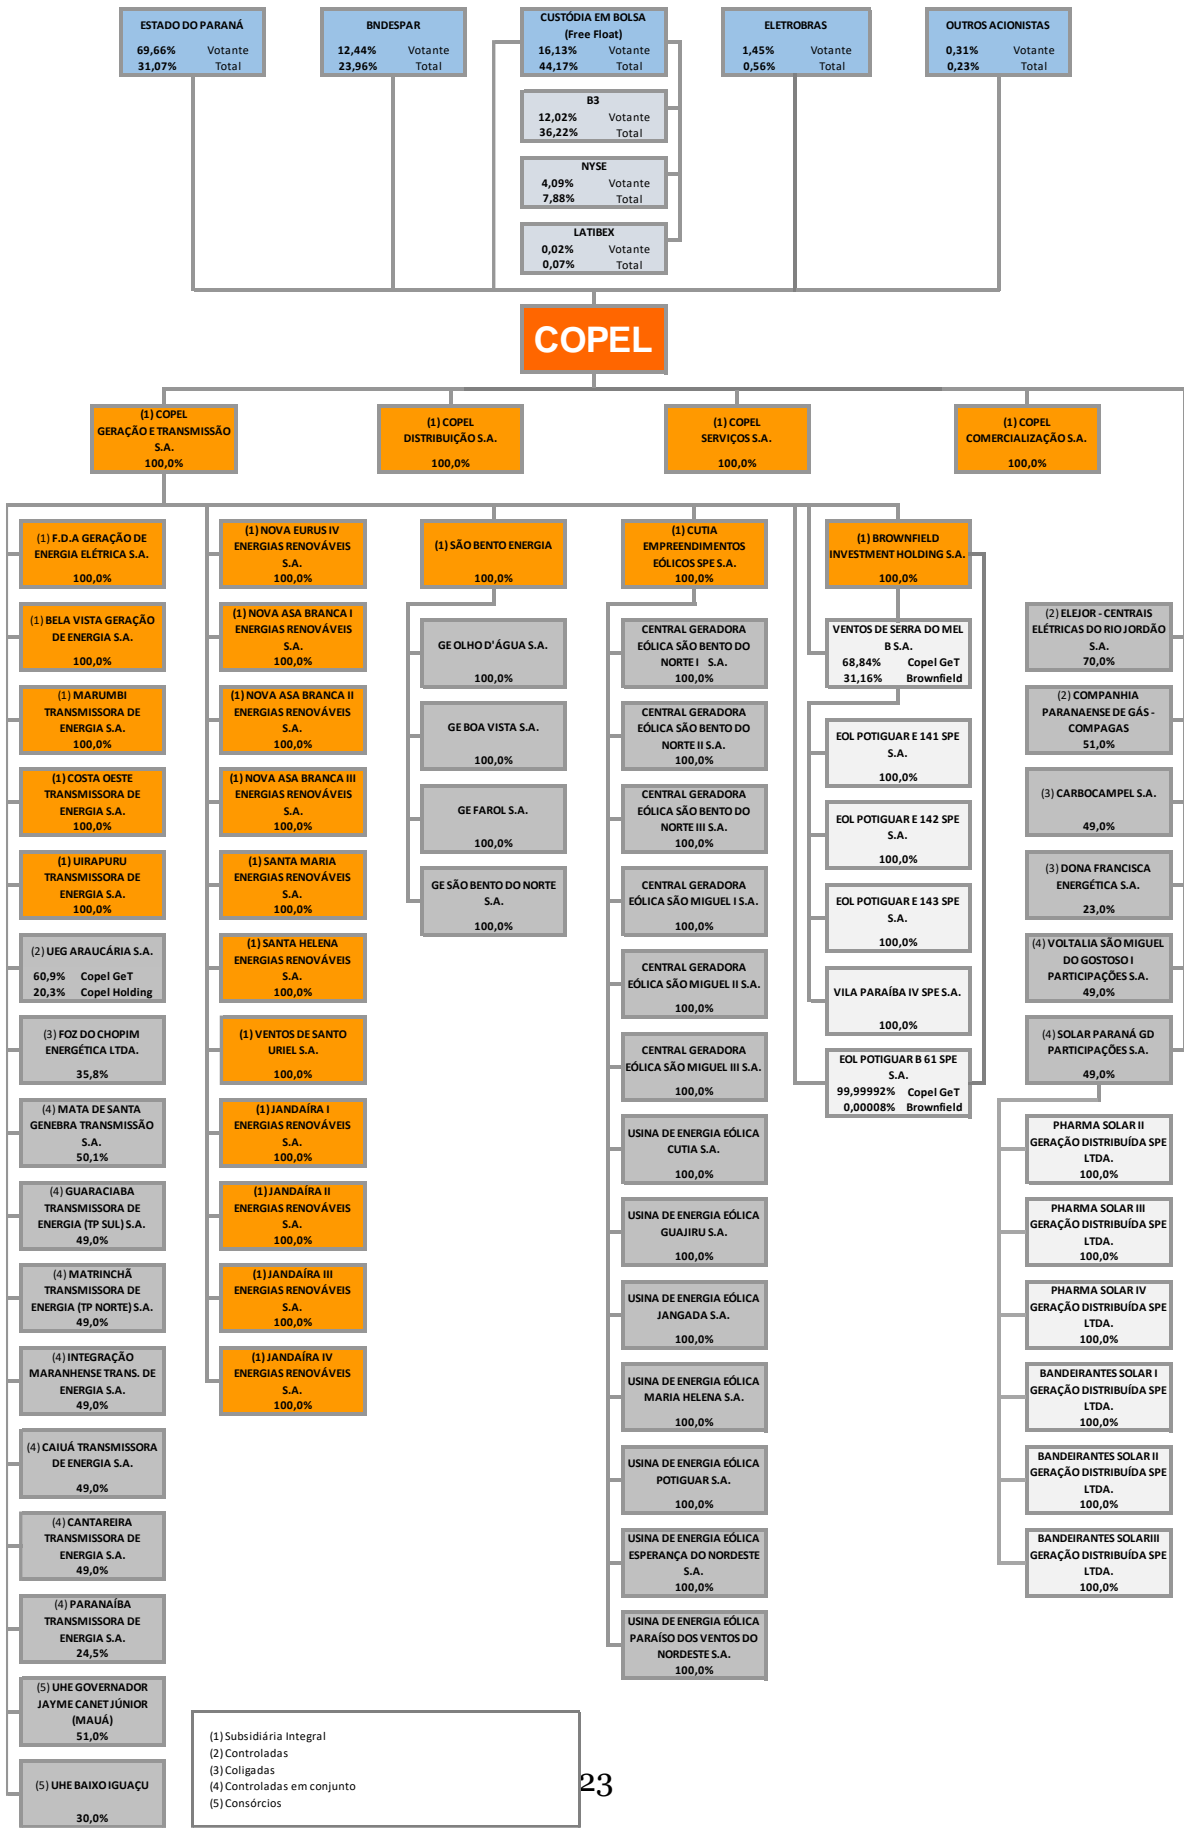 ESTADO DO PARANÁ
69,66% Votante
31,07% Total
BNDESPAR
12,44% Votante
23,96% Total
CUSTÓDIA EM BOLSA
(Free Float)
16,13% Votante
44,17% Total
ELETROBRAS
1,45% Votante
0,56% Total
OUTROS ACIONISTAS
0,31% Votante
0,23% Total
B3
12,02% Votante
36,22% Total
NYSE
4,09% Votante
7,88% Total
LATIBEX
0,02% Votante
0,07% Total
COPEL
(1) COPEL
GERAÇÃO E TRANSMISSÃO
S.A.
100,0%
(1) COPEL
DISTRIBUIÇÃO S.A.
100,0%
(1) COPEL
SERVIÇOS S.A.
100,0%
(1) COPEL
COMERCIALIZAÇÃO S.A.
100,0%
(1) F.D.A GERAÇÃO DE
ENERGIA ELÉTRICA S.A.
100,0%
(1) BELA VISTA GERAÇÃO
DE ENERGIA S.A.
100,0%
(1) MARUMBI
TRANSMISSORA DE
ENERGIA S.A.
100,0%
(1) COSTA OESTE
TRANSMISSORA DE
ENERGIA S.A.
100,0%
(1) UIRAPURU
TRANSMISSORA DE
ENERGIA S.A.
100,0%
(2) UEG ARAUCÁRIA S.A.
60,9% Copel GeT
20,3% Copel Holding
(3) FOZ DO CHOPIM
ENERGÉTICA LTDA.
35,8%
(4) MATA DE SANTA
GENEBRA TRANSMISSÃO
S.A.
50,1%
(4) GUARACIABA
TRANSMISSORA DE
ENERGIA (TP SUL) S.A.
49,0%
(4) MATRINCHÃ
TRANSMISSORA DE
ENERGIA (TP NORTE) S.A.
49,0%
(4) INTEGRAÇÃO
MARANHENSE TRANS. DE
ENERGIA S.A.
49,0%
(4) CAIUÁ TRANSMISSORA
DE ENERGIA S.A.
49,0%
(4) CANTAREIRA
TRANSMISSORA DE
ENERGIA S.A.
49,0%
(4) PARANAÍBA
TRANSMISSORA DE
ENERGIA S.A.
24,5%
(5) UHE GOVERNADOR
JAYME CANET JÚNIOR
(MAUÁ)
51,0%
(5) UHE BAIXO IGUAÇU
30,0%
(1) NOVA EURUS IV
ENERGIAS RENOVÁVEIS
S.A.
100,0%
(1) NOVA ASA BRANCA I
ENERGIAS RENOVÁVEIS
S.A.
100,0%
(1) NOVA ASA BRANCA II
ENERGIAS RENOVÁVEIS
S.A.
100,0%
(1) NOVA ASA BRANCA III
ENERGIAS RENOVÁVEIS
S.A.
100,0%
(1) SANTA MARIA
ENERGIAS RENOVÁVEIS
S.A.
100,0%
(1) SANTA HELENA
ENERGIAS RENOVÁVEIS
S.A.
100,0%
(1) VENTOS DE SANTO
URIEL S.A.
100,0%
(1) JANDAÍRA I
ENERGIAS RENOVÁVEIS
S.A.
100,0%
(1) JANDAÍRA II
ENERGIAS RENOVÁVEIS
S.A.
100,0%
(1) JANDAÍRA III
ENERGIAS RENOVÁVEIS
S.A.
100,0%
(1) JANDAÍRA IV
ENERGIAS RENOVÁVEIS
S.A.
100,0%
(1) SÃO BENTO ENERGIA
100,0%
GE OLHO D'ÁGUA S.A.
100,0%
GE BOA VISTA S.A.
100,0%
GE FAROL S.A.
100,0%
GE SÃO BENTO DO NORTE
S.A.
100,0%
(1) CUTIA
EMPREENDIMENTOS
EÓLICOS SPE S.A.
100,0%
CENTRAL GERADORA
EÓLICA SÃO BENTO DO
NORTE I S.A.
100,0%
CENTRAL GERADORA
EÓLICA SÃO BENTO DO
NORTE II S.A.
100,0%
CENTRAL GERADORA
EÓLICA SÃO BENTO DO
NORTE III S.A.
100,0%
CENTRAL GERADORA
EÓLICA SÃO MIGUEL I S.A.
100,0%
CENTRAL GERADORA
EÓLICA SÃO MIGUEL II S.A.
100,0%
CENTRAL GERADORA
EÓLICA SÃO MIGUEL III S.A.
100,0%
USINA DE ENERGIA EÓLICA
CUTIA S.A.
100,0%
USINA DE ENERGIA EÓLICA
GUAJIRU S.A.
100,0%
USINA DE ENERGIA EÓLICA
JANGADA S.A.
100,0%
USINA DE ENERGIA EÓLICA
MARIA HELENA S.A.
100,0%
USINA DE ENERGIA EÓLICA
POTIGUAR S.A.
100,0%
USINA DE ENERGIA EÓLICA
ESPERANÇA DO NORDESTE
S.A.
100,0%
USINA DE ENERGIA EÓLICA
PARAÍSO DOS VENTOS DO
NORDESTE S.A.
100,0%
(1) BROWNFIELD
INVESTMENT HOLDING S.A.
100,0%
VENTOS DE SERRA DO MEL
B S.A.
68,84% Copel GeT
31,16% Brownfield
EOL POTIGUAR E 141 SPE
S.A.
100,0%
EOL POTIGUAR E 142 SPE
S.A.
100,0%
EOL POTIGUAR E 143 SPE
S.A.
100,0%
VILA PARAÍBA IV SPE S.A.
100,0%
EOL POTIGUAR B 61 SPE
S.A.
99,99992% Copel GeT
0,00008% Brownfield
(2) ELEJOR - CENTRAIS
ELÉTRICAS DO RIO JORDÃO
S.A.
70,0%
(2) COMPANHIA
PARANAENSE DE GÁS -
COMPAGAS
51,0%
(3) CARBOCAMPEL S.A.
49,0%
(3) DONA FRANCISCA
ENERGÉTICA S.A.
23,0%
(4) VOLTALIA SÃO MIGUEL
DO GOSTOSO I
PARTICIPAÇÕES S.A.
49,0%
(4) SOLAR PARANÁ GD
PARTICIPAÇÕES S.A.
49,0%
PHARMA SOLAR II
GERAÇÃO DISTRIBUÍDA SPE
LTDA.
100,0%
PHARMA SOLAR III
GERAÇÃO DISTRIBUÍDA SPE
LTDA.
100,0%
PHARMA SOLAR IV
GERAÇÃO DISTRIBUÍDA SPE
LTDA.
100,0%
BANDEIRANTES SOLAR I
GERAÇÃO DISTRIBUÍDA SPE
LTDA.
100,0%
BANDEIRANTES SOLAR II
GERAÇÃO DISTRIBUÍDA SPE
LTDA.
100,0%
BANDEIRANTES SOLARIII
GERAÇÃO DISTRIBUÍDA SPE
LTDA.
100,0%
(1) Subsidiária Integral
(2) Controladas
(3) Coligadas
(4) Controladas em conjunto
(5) Consórcios
23